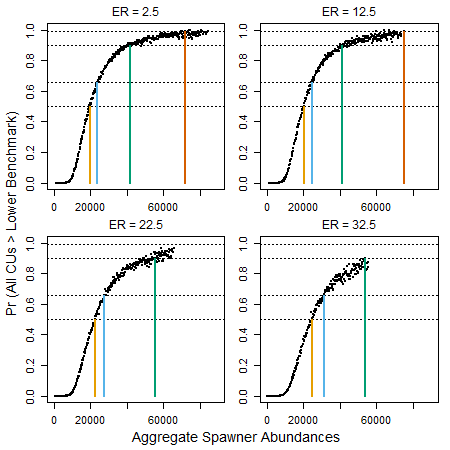 ER = 2.5
ER = 12.5
0.0 0.2 0.4 0.6 0.8 1.0
0.0 0.2 0.4 0.6 0.8 1.0
0 20000 60000
0 20000 60000
ER = 22.5
ER = 32.5
0.0 0.2 0.4 0.6 0.8 1.0
0.0 0.2 0.4 0.6 0.8 1.0
0 20000 60000
0 20000 60000
Pr (All CUs > Lower Benchmark)
Aggregate Spawner Abundances